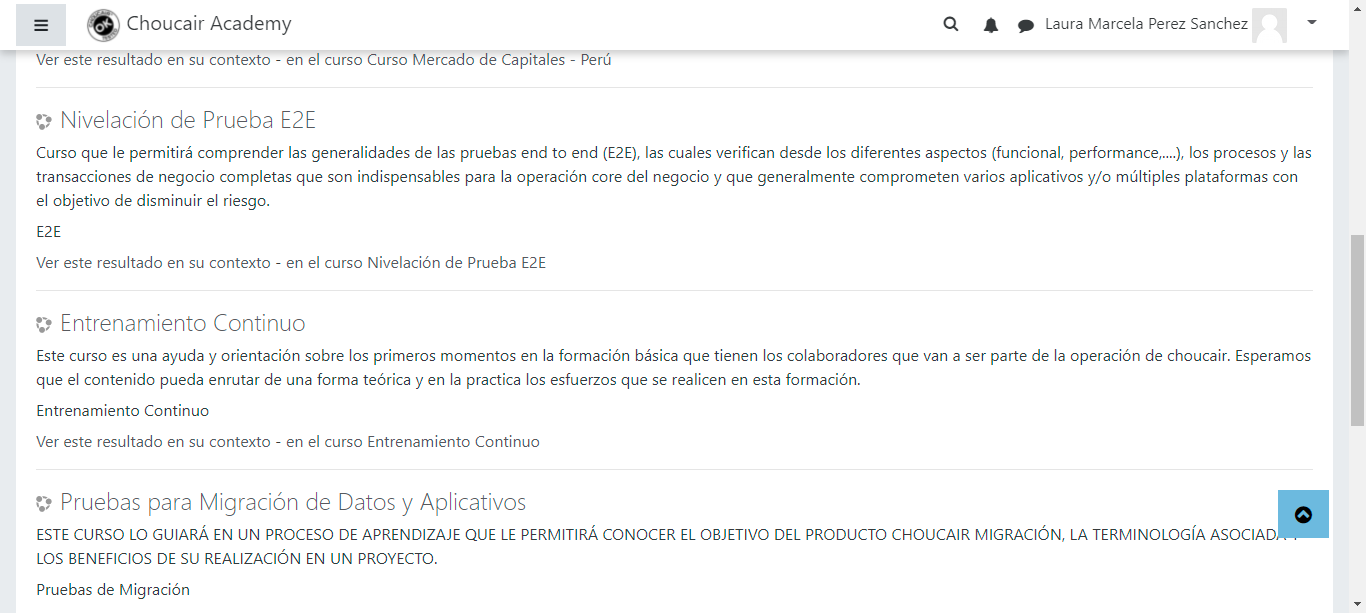 Choucair Academy
Laura Marcela Perez Sanchez
Ver este resultado en su contexto - en el curso Curso Mercado de Capitales - Perú
Nivelación de Prueba E2E
Curso que le permitirá comprender las generalidades de las pruebas end to end (E2E), las cuales verifican desde los diferentes aspectos (funcional, performance,....), los procesos y las
transacciones de negocio completas que son indispensables para la operación core del negocio y que generalmente comprometen varios aplicativos y/o múltiples plataformas con
el objetivo de disminuir el riesgo.
E2E
Ver este resultado en su contexto - en el curso Nivelación de Prueba E2E
Entrenamiento Continuo
Este curso es una ayuda y orientación sobre los primeros momentos en la formación básica que tienen los colaboradores que van a ser parte de la operación de choucair. Esperamos
que el contenido pueda enrutar de una forma teórica y en la practica los esfuerzos que se realicen en esta formación.
Entrenamiento Continuo
Ver este resultado en su contexto - en el curso Entrenamiento Continuo
Pruebas para Migración de Datos y Aplicativos
ESTE CURSO LO GUIARÁ EN UN PROCESO DE APRENDIZAJE QUE LE PERMITIRÁ CONOCER EL OBJETIVO DEL PRODUCTO CHOUCAIR MIGRACIÓN, LA TERMINOLOGÍA ASOCIADA Y
LOS BENEFICIOS DE SU REALIZACIÓN EN UN PROYECTO.
Pruebas de Migración